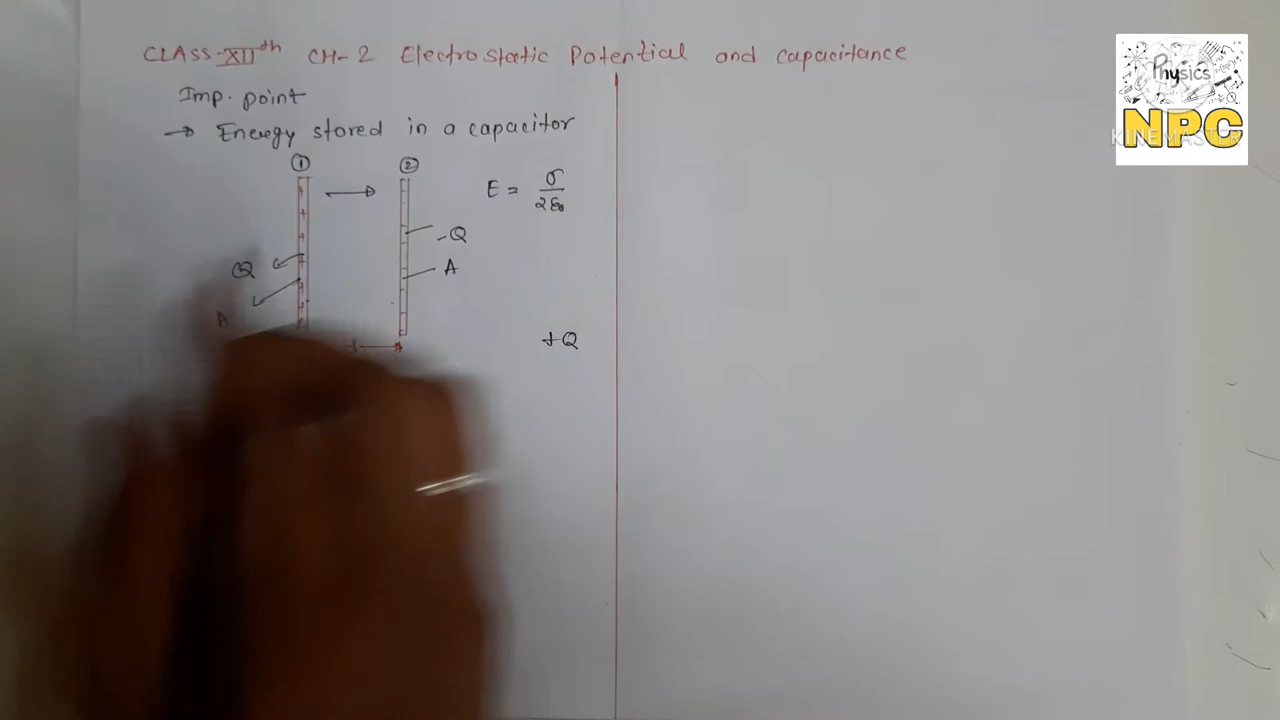 CLASS-XIIth CH-2 Electrostatic Potential and capacitance
Imp. point
→ Energy stored in a capacitor
① ②
E = σ/2ε₀
-Q
Q
A
A
+Q
Physics
NPC
KINEMASTER